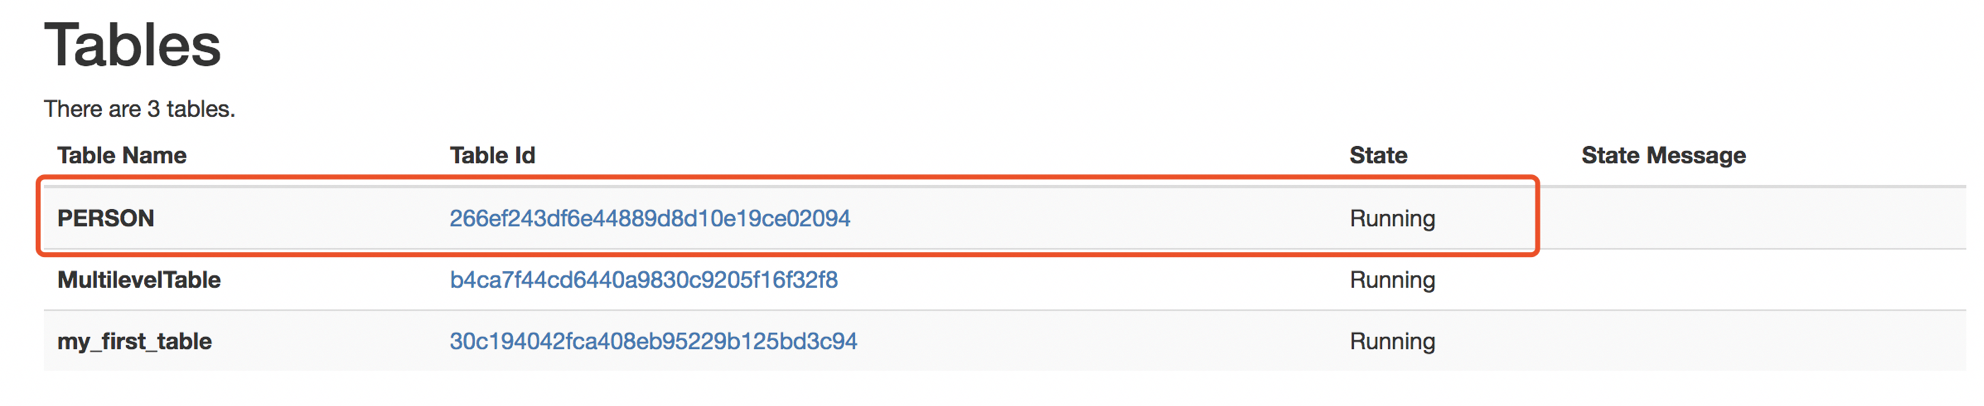 Tables
There are 3 tables.
Table Name Table Id State State Message
PERSON 266ef243df6e44889d8d10e19ce02094 Running
MultilevelTable b4ca7f44cd6440a9830c9205f16f32f8 Running
my_first_table 30c194042fca408eb95229b125bd3c94 Running